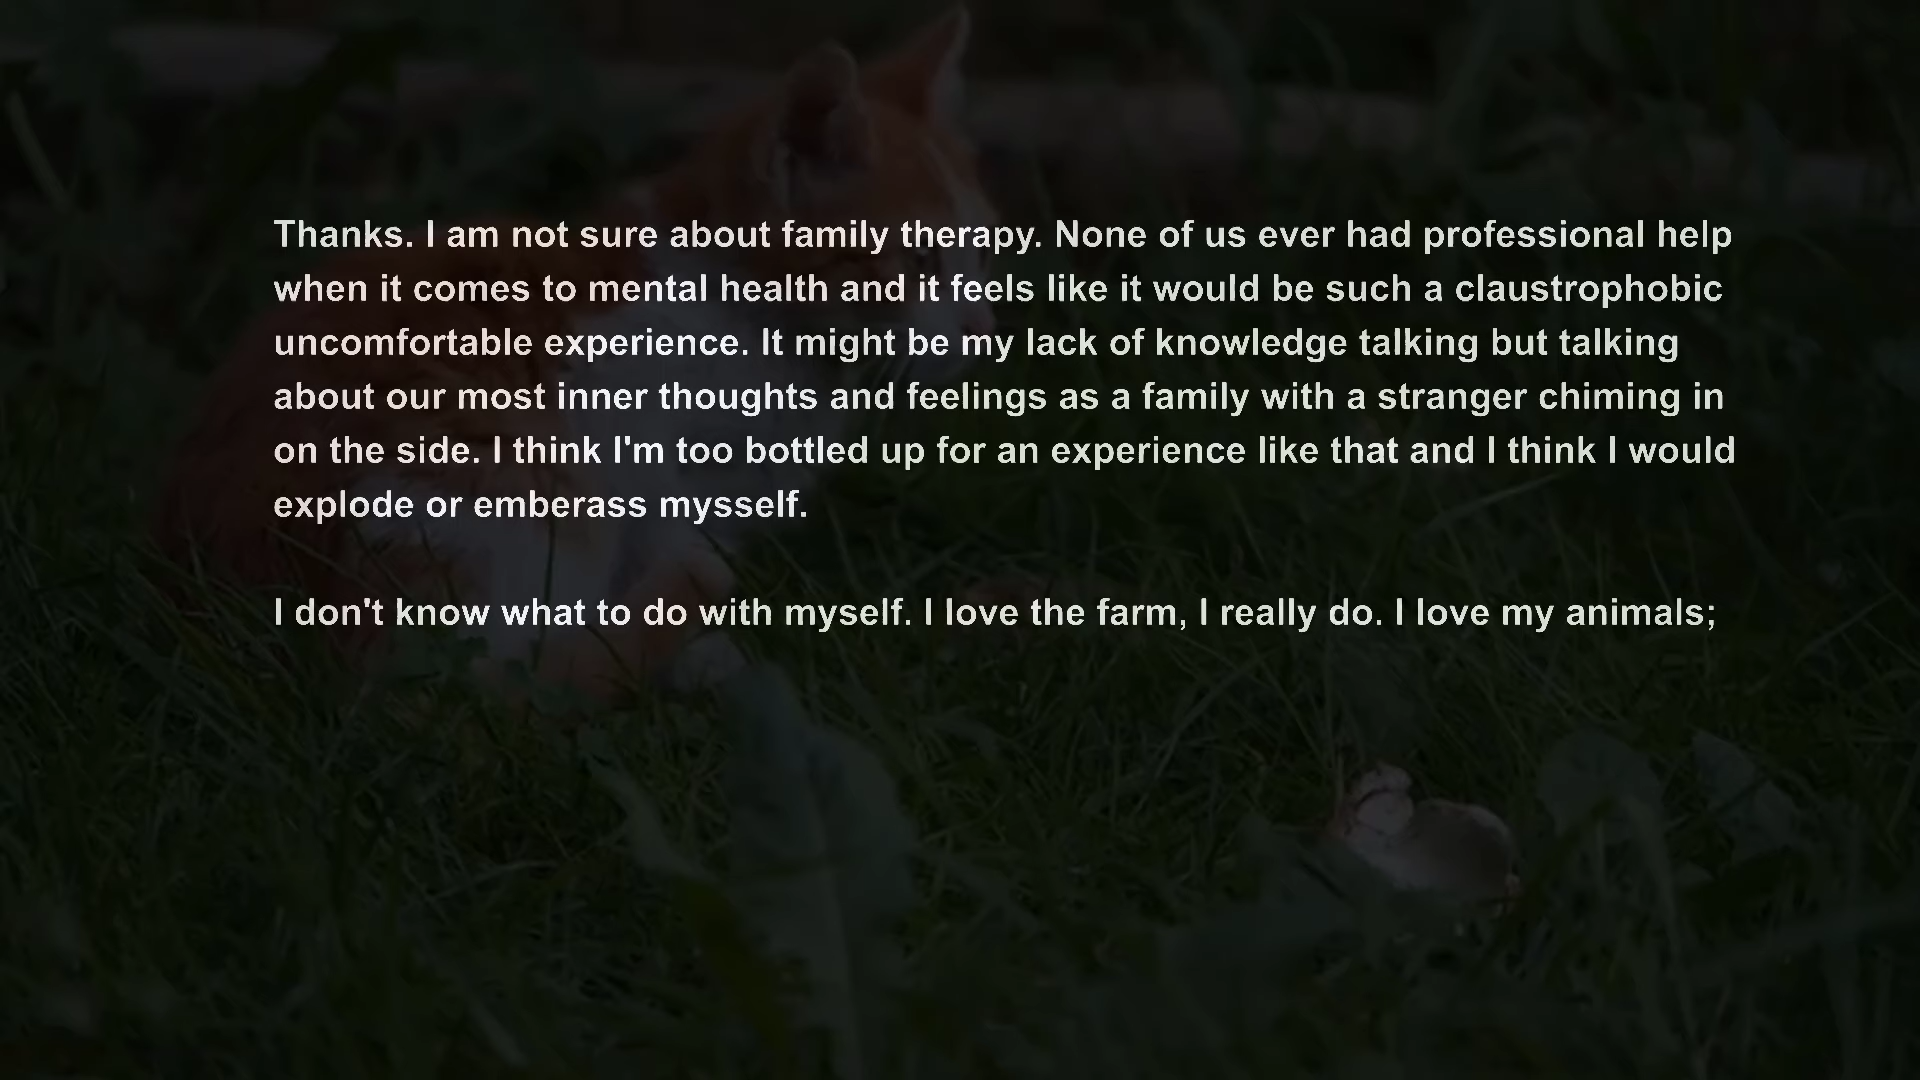 Thanks. I am not sure about family therapy. None of us ever had professional help
when it comes to mental health and it feels like it would be such a claustrophobic
uncomfortable experience. It might be my lack of knowledge talking but talking
about our most inner thoughts and feelings as a family with a stranger chiming in
on the side. I think I'm too bottled up for an experience like that and I think I would
explode or emberass mysself.
I don't know what to do with myself. I love the farm, I really do. I love my animals;